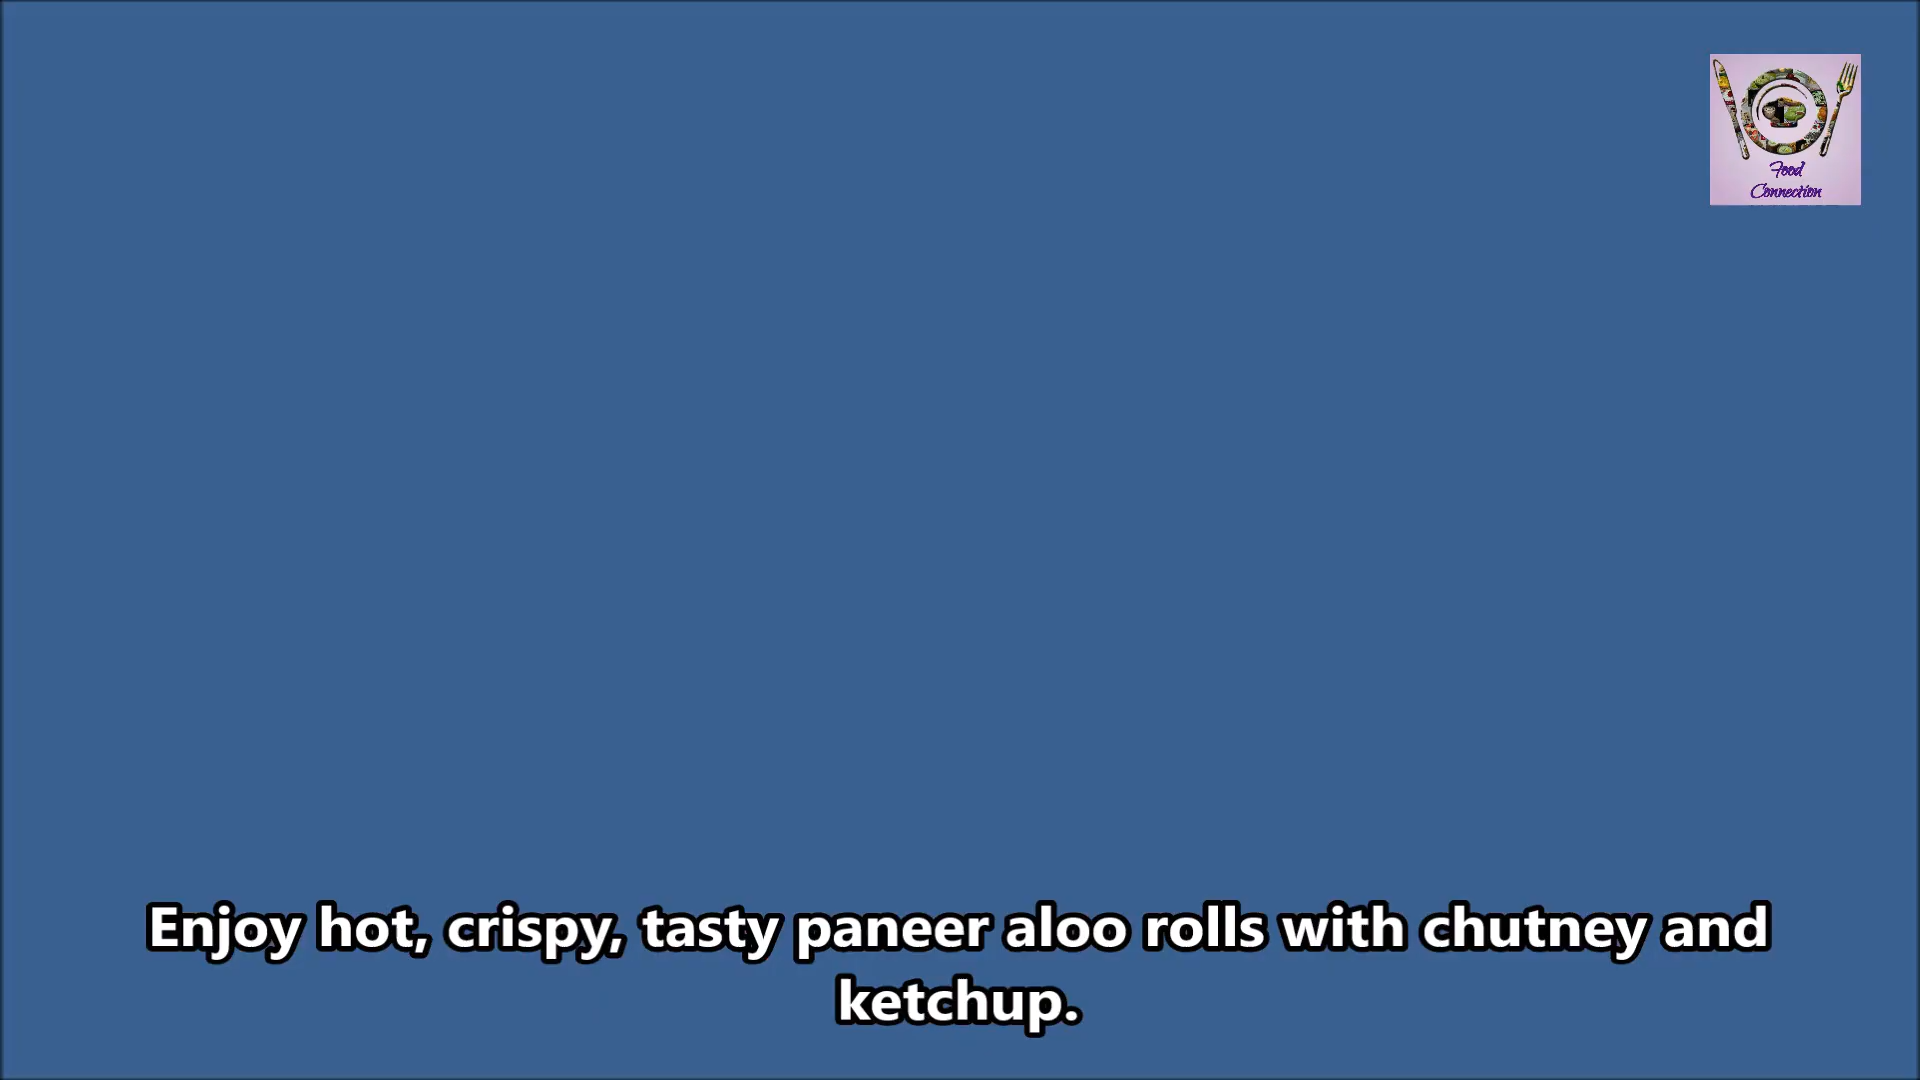 Food
Connection
Enjoy hot, crispy, tasty paneer aloo rolls with chutney and
ketchup.